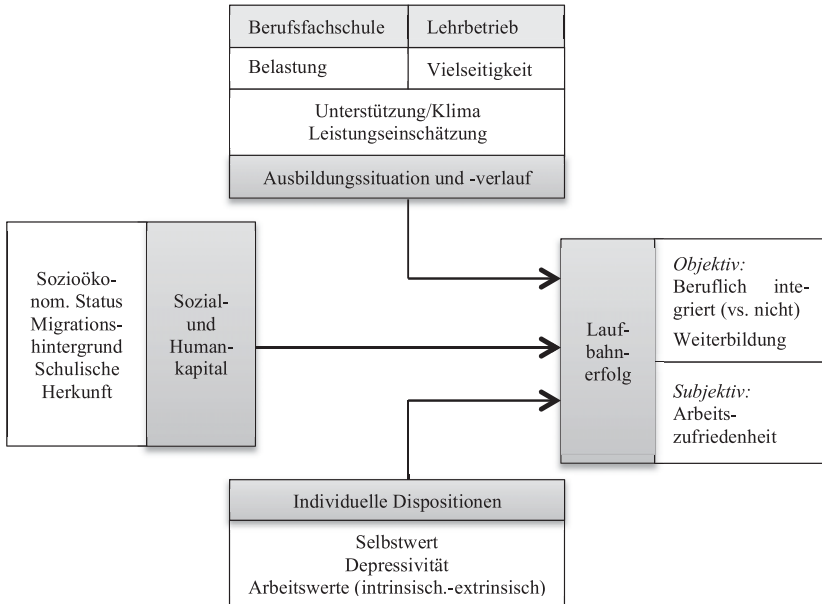 Berufsfachschule
Lehrbetrieb
Belastung
Vielseitigkeit
Unterstützung/Klima
Leistungseinschätzung
Ausbildungssituation und -verlauf
Sozioöko-
nom. Status
Migrations-
hintergrund
Schulische
Herkunft
Sozial-
und
Human-
kapital
Lauf-
bahn-
erfolg
Objektiv:
Beruflich inte-
griert (vs. nicht)
Weiterbildung
Subjektiv:
Arbeits-
zufriedenheit
Individuelle Dispositionen
Selbstwert
Depressivität
Arbeitswerte (intrinsisch.-extrinsisch)